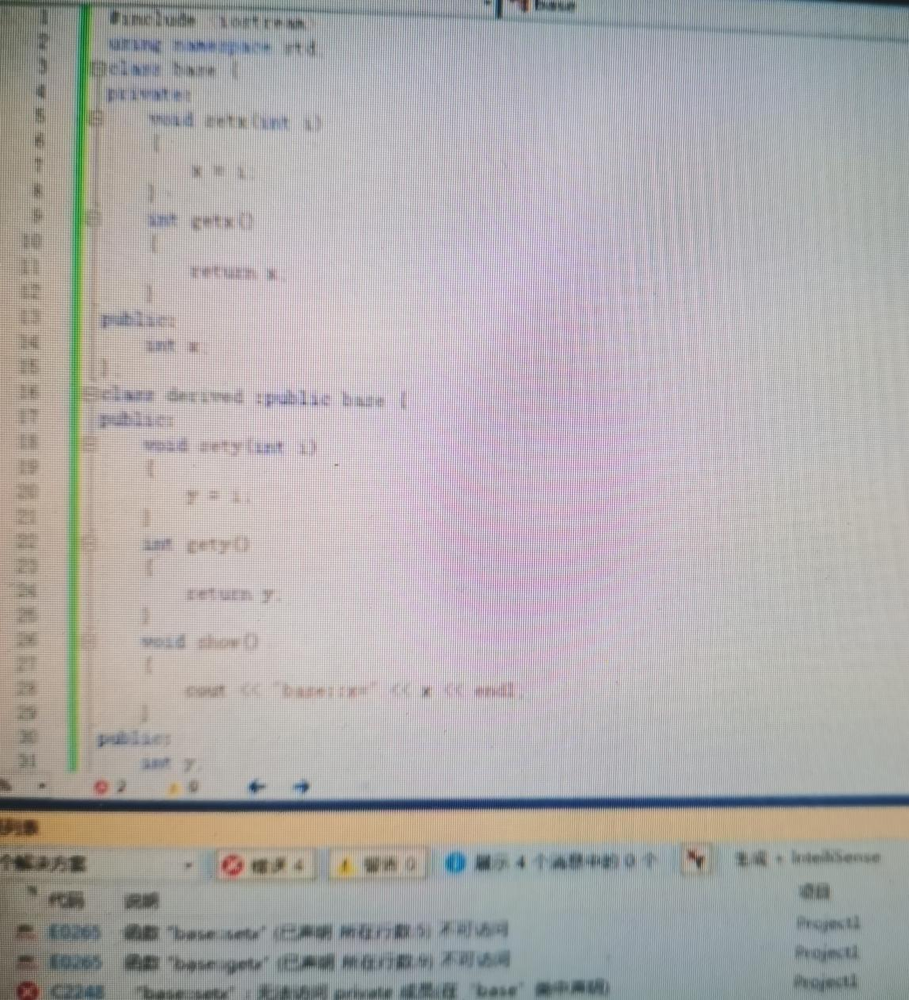 base
1 #include <iostream>
2 using namespace std;
3 class base {
4 private:
5 void setx(int i)
6 {
7 x = i;
8 }
9 int getx()
10 {
11 return x;
12 }
13 public:
14 int x;
15 };
16 class derived :public base {
17 public:
18 void sety(int i)
19 {
20 y = i;
21 }
22 int gety()
23 {
24 return y;
25 }
26 void show()
27 {
28 cout << "base::x=" << x << endl;
29 }
30 public:
31 int y;
2 0
列表
个解决方案 错误 4 警告 0 展示 4 个消息中的 0 个 生成 + IntelliSense
代码 说明 项目
E0265 函数 "base::setx" (已声明 所在行数:5) 不可访问 Project1
E0265 函数 "base::getx" (已声明 所在行数:9) 不可访问 Project1
C2248 "base::setx": 无法访问 private 成员(在 "base" 类中声明) Project1